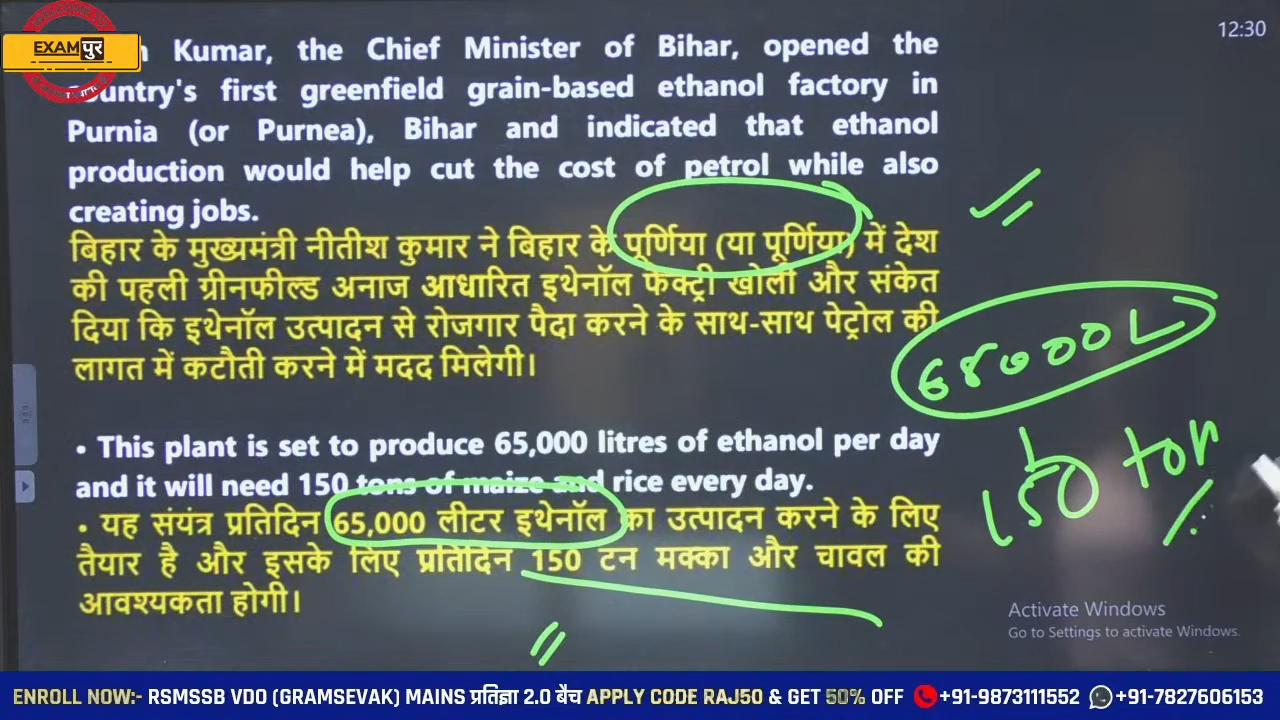 12:30
EXAMपुर
Kumar, the Chief Minister of Bihar, opened the
country's first greenfield grain-based ethanol factory in
Purnia (or Purnea), Bihar and indicated that ethanol
production would help cut the cost of petrol while also
creating jobs.
बिहार के मुख्यमंत्री नीतीश कुमार ने बिहार के पूर्णिया (या पूर्णिया) में देश
की पहली ग्रीनफील्ड अनाज आधारित इथेनॉल फैक्ट्री खोली और संकेत
दिया कि इथेनॉल उत्पादन से रोजगार पैदा करने के साथ-साथ पेट्रोल की
लागत में कटौती करने में मदद मिलेगी।
65000 L
• This plant is set to produce 65,000 litres of ethanol per day
and it will need 150 tons of maize and rice every day.
150 ton
• यह संयंत्र प्रतिदिन 65,000 लीटर इथेनॉल का उत्पादन करने के लिए
तैयार है और इसके लिए प्रतिदिन 150 टन मक्का और चावल की
आवश्यकता होगी।
Activate Windows
Go to Settings to activate Windows.
ENROLL NOW:- RSMSSB VDO (GRAMSEVAK) MAINS प्रतिज्ञा 2.0 बैच APPLY CODE RAJ50 & GET 50% OFF +91-9873111552 +91-7827606153